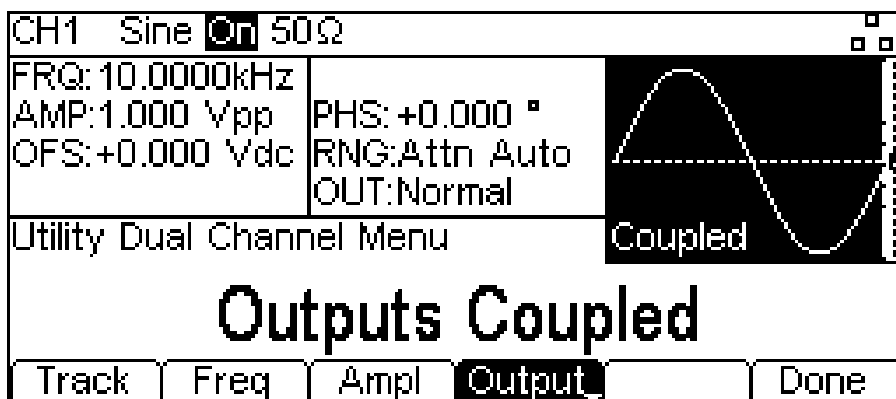 CH1 Sine On 50Ω
FRQ:10.0000kHz
AMP:1.000 Vpp
OFS:+0.000 Vdc
PHS:+0.000 °
RNG:Attn Auto
OUT:Normal
Coupled
Utility Dual Channel Menu
Outputs Coupled
Track Freq Ampl Output Done